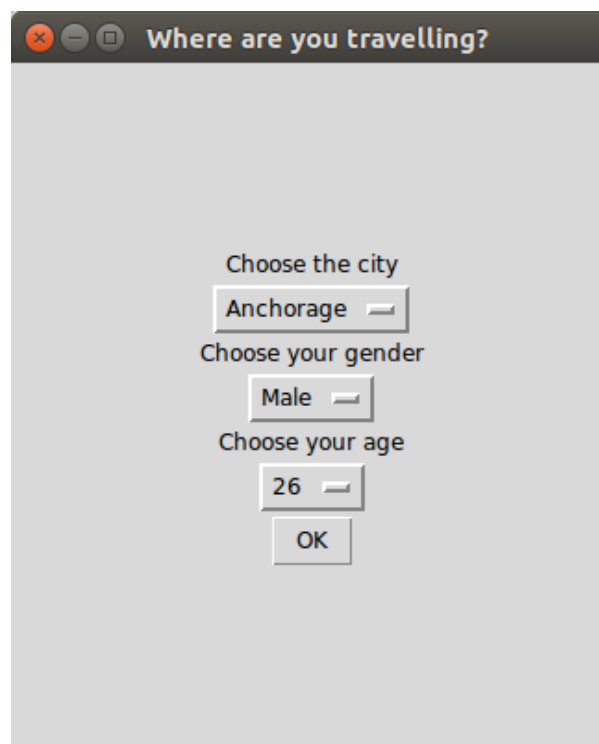 Where are you travelling?
Choose the city
Anchorage
Choose your gender
Male
Choose your age
26
OK